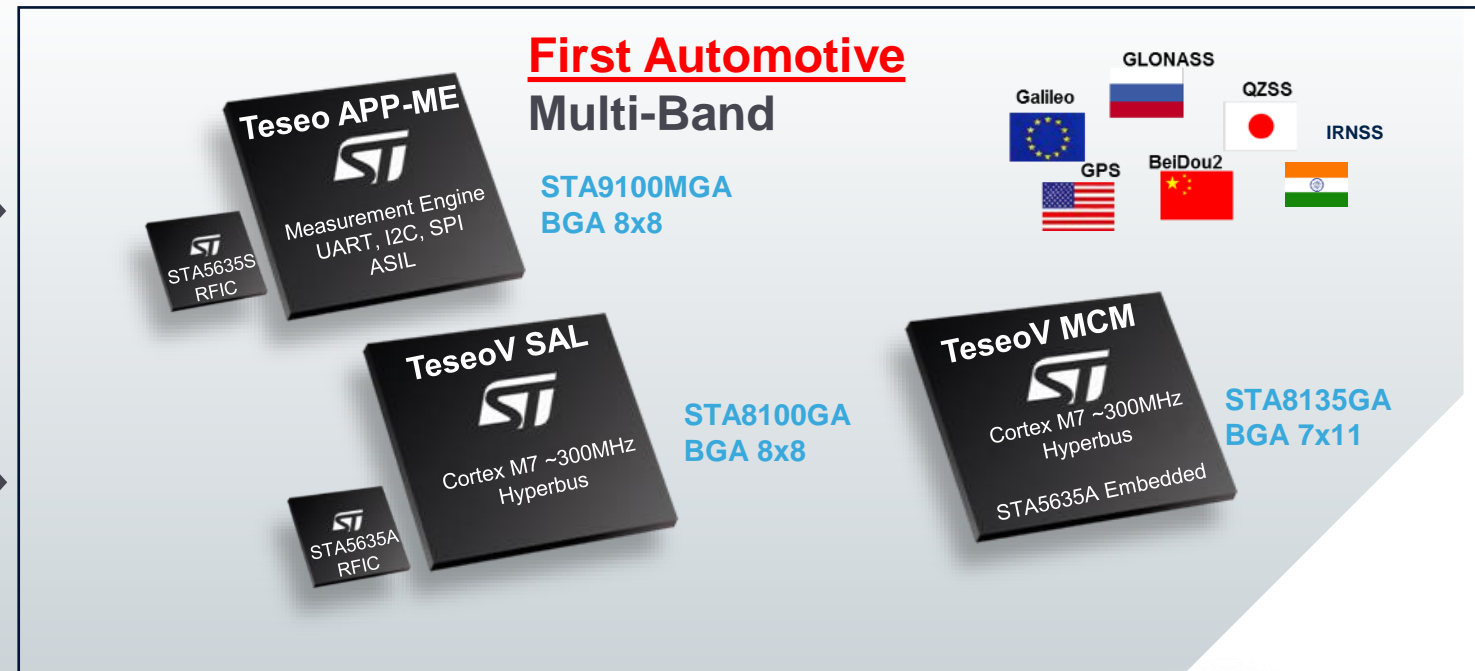 First Automotive
Multi-Band
GLONASS
Galileo
QZSS
IRNSS
GPS
BeiDou2
Teseo APP-ME
ST
Measurement Engine
UART, I2C, SPI
ASIL
STA9100MGA
BGA 8x8
ST
STA5635S
RFIC
TeseoV SAL
ST
Cortex M7 ~300MHz
Hyperbus
STA8100GA
BGA 8x8
ST
STA5635A
RFIC
TeseoV MCM
ST
Cortex M7 ~300MHz
Hyperbus
STA5635A Embedded
STA8135GA
BGA 7x11